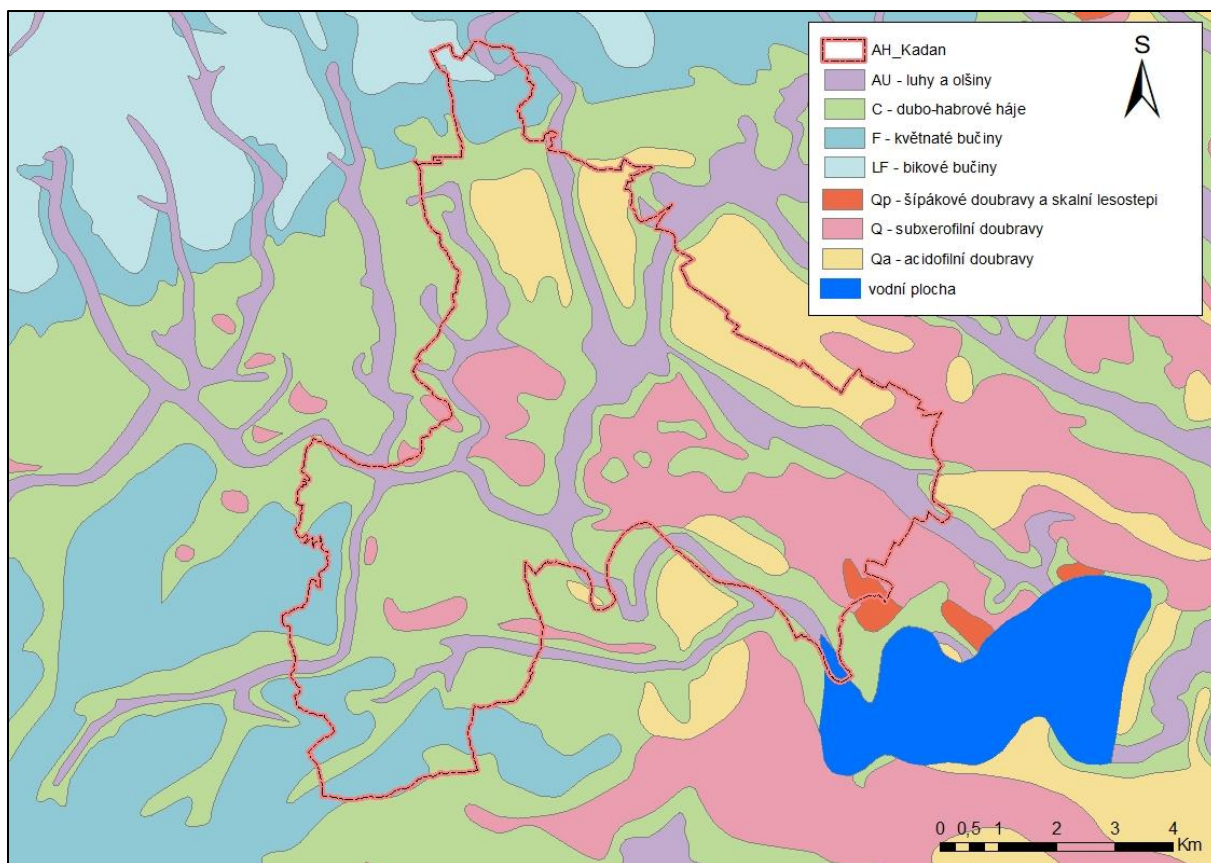 AH_Kadan
AU - luhy a olšiny
C - dubo-habrové háje
F - květnaté bučiny
LF - bikové bučiny
Qp - šípákové doubravy a skalní lesostepi
Q - subxerofilní doubravy
Qa - acidofilní doubravy
vodní plocha
S
0 0,5 1 2 3 4
Km